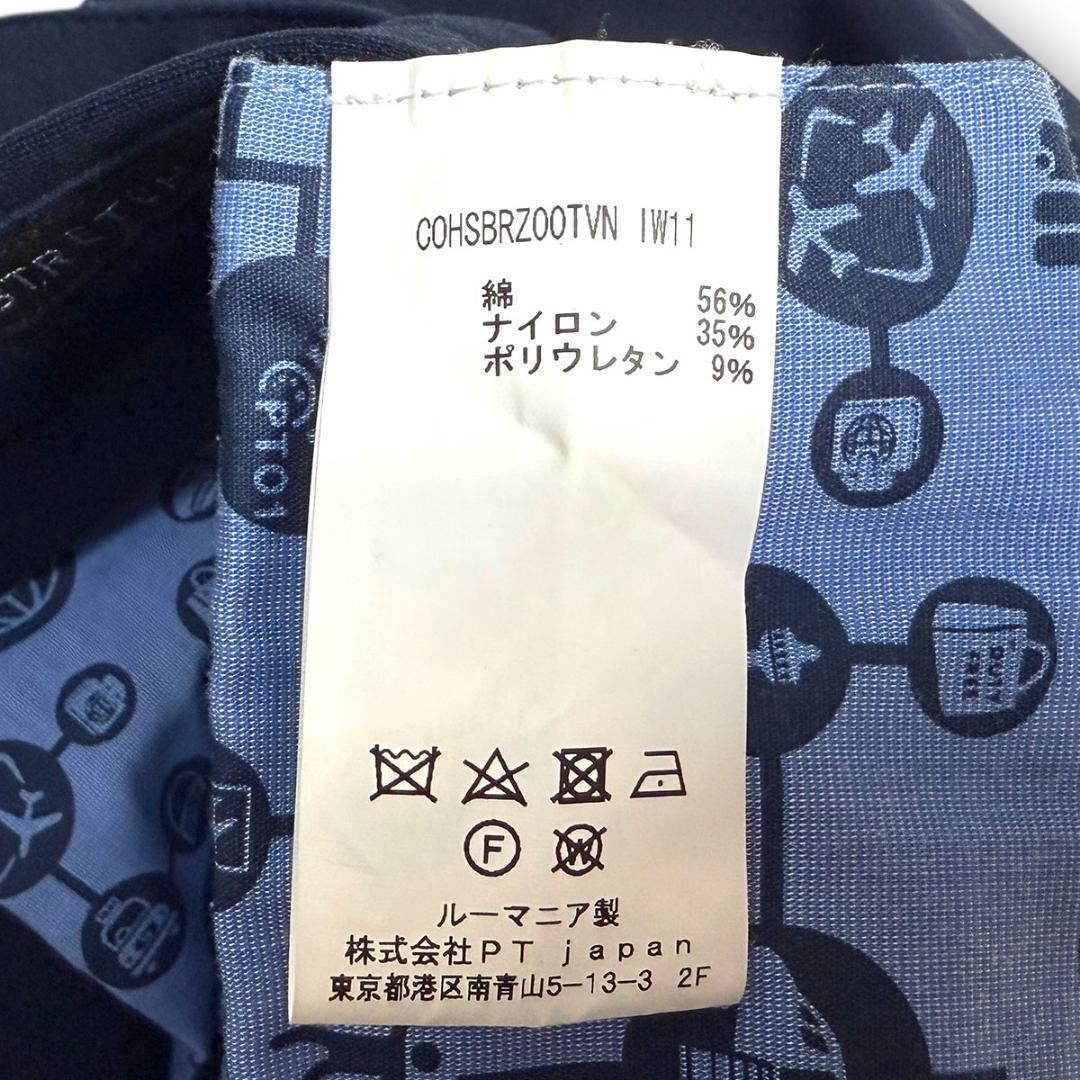 COHSBRZ00TVN IW11
綿 56%
ナイロン 35%
ポリウレタン 9%
F
W
ルーマニア製
株式会社PT japan
東京都港区南青山5-13-3 2F
PT01